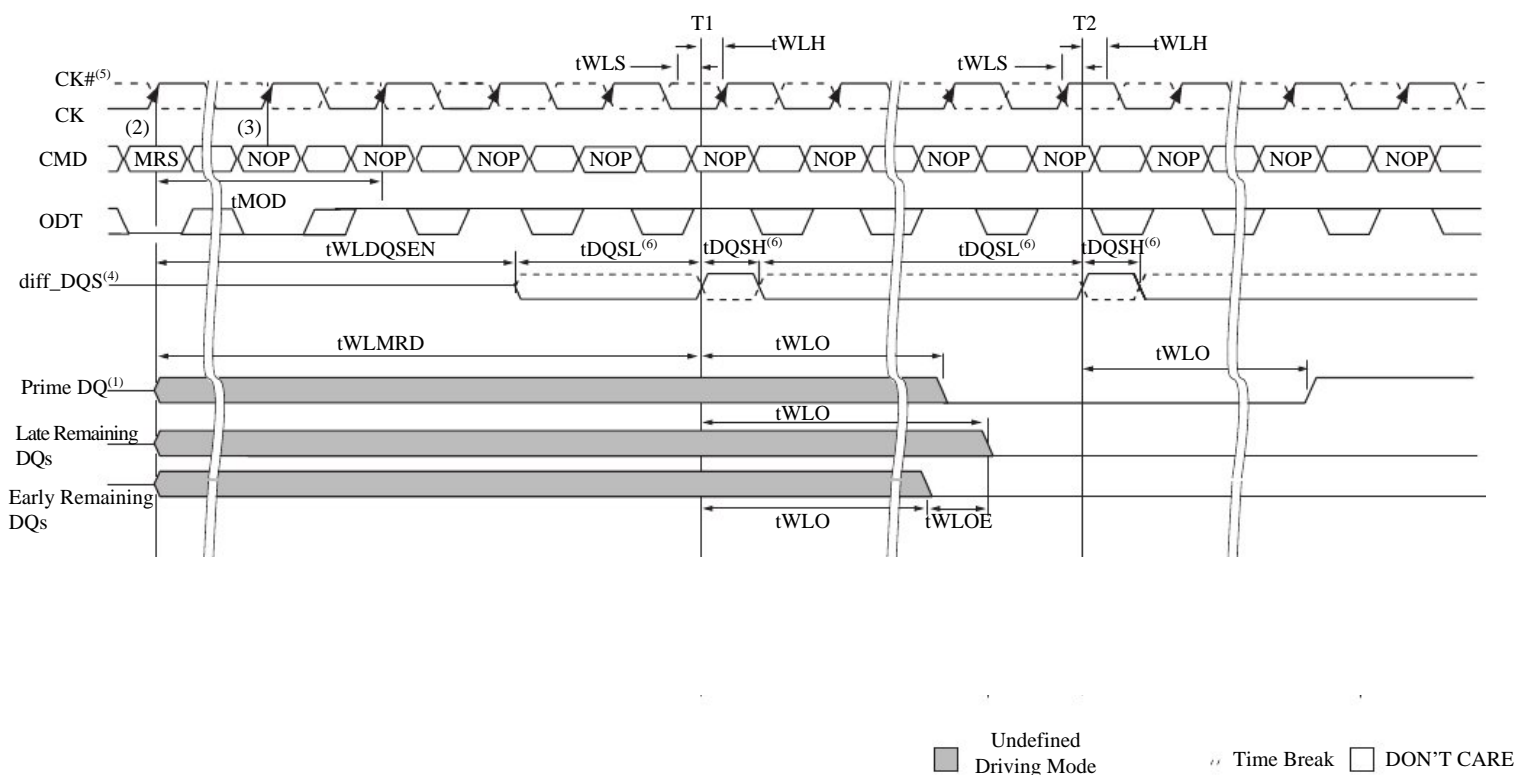 T1 T2
tWLH tWLH
tWLS tWLS
CK#(5)
CK
(2) (3)
CMD MRS NOP NOP NOP NOP NOP NOP NOP NOP NOP NOP NOP
tMOD
ODT
tWLDQSEN tDQSL(6) tDQSH(6) tDQSL(6) tDQSH(6)
diff_DQS(4)
tWLMRD tWLO
tWLO
Prime DQ(1)
tWLO
Late Remaining
DQs
Early Remaining
DQs
tWLO tWLOE
Undefined
Driving Mode
Time Break DON'T CARE